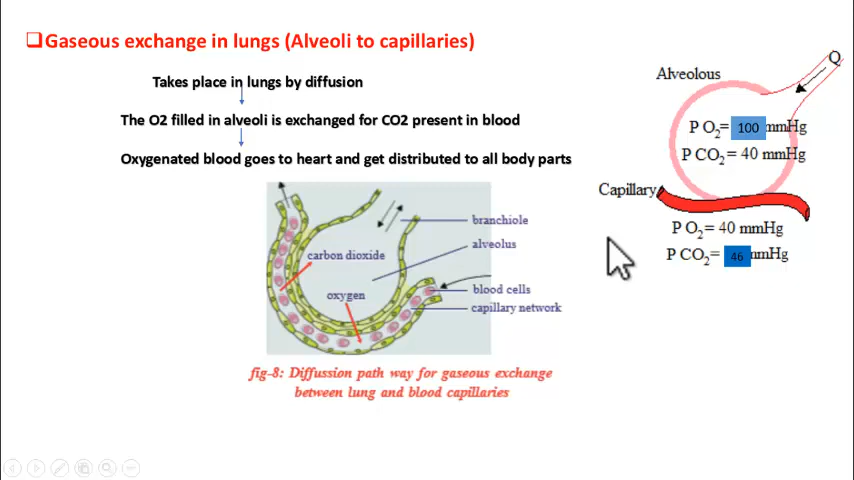 Gaseous exchange in lungs (Alveoli to capillaries)
Takes place in lungs by diffusion
The O2 filled in alveoli is exchanged for CO2 present in blood
Oxygenated blood goes to heart and get distributed to all body parts
branchiole
alveolus
carbon dioxide
oxygen
blood cells
capillary network
fig-8: Diffussion path way for gaseous exchange
between lung and blood capillaries
Q
Alveolous
P O₂= 100 mmHg
P CO₂= 40 mmHg
Capillary
P O₂= 40 mmHg
P CO₂= 46 mmHg